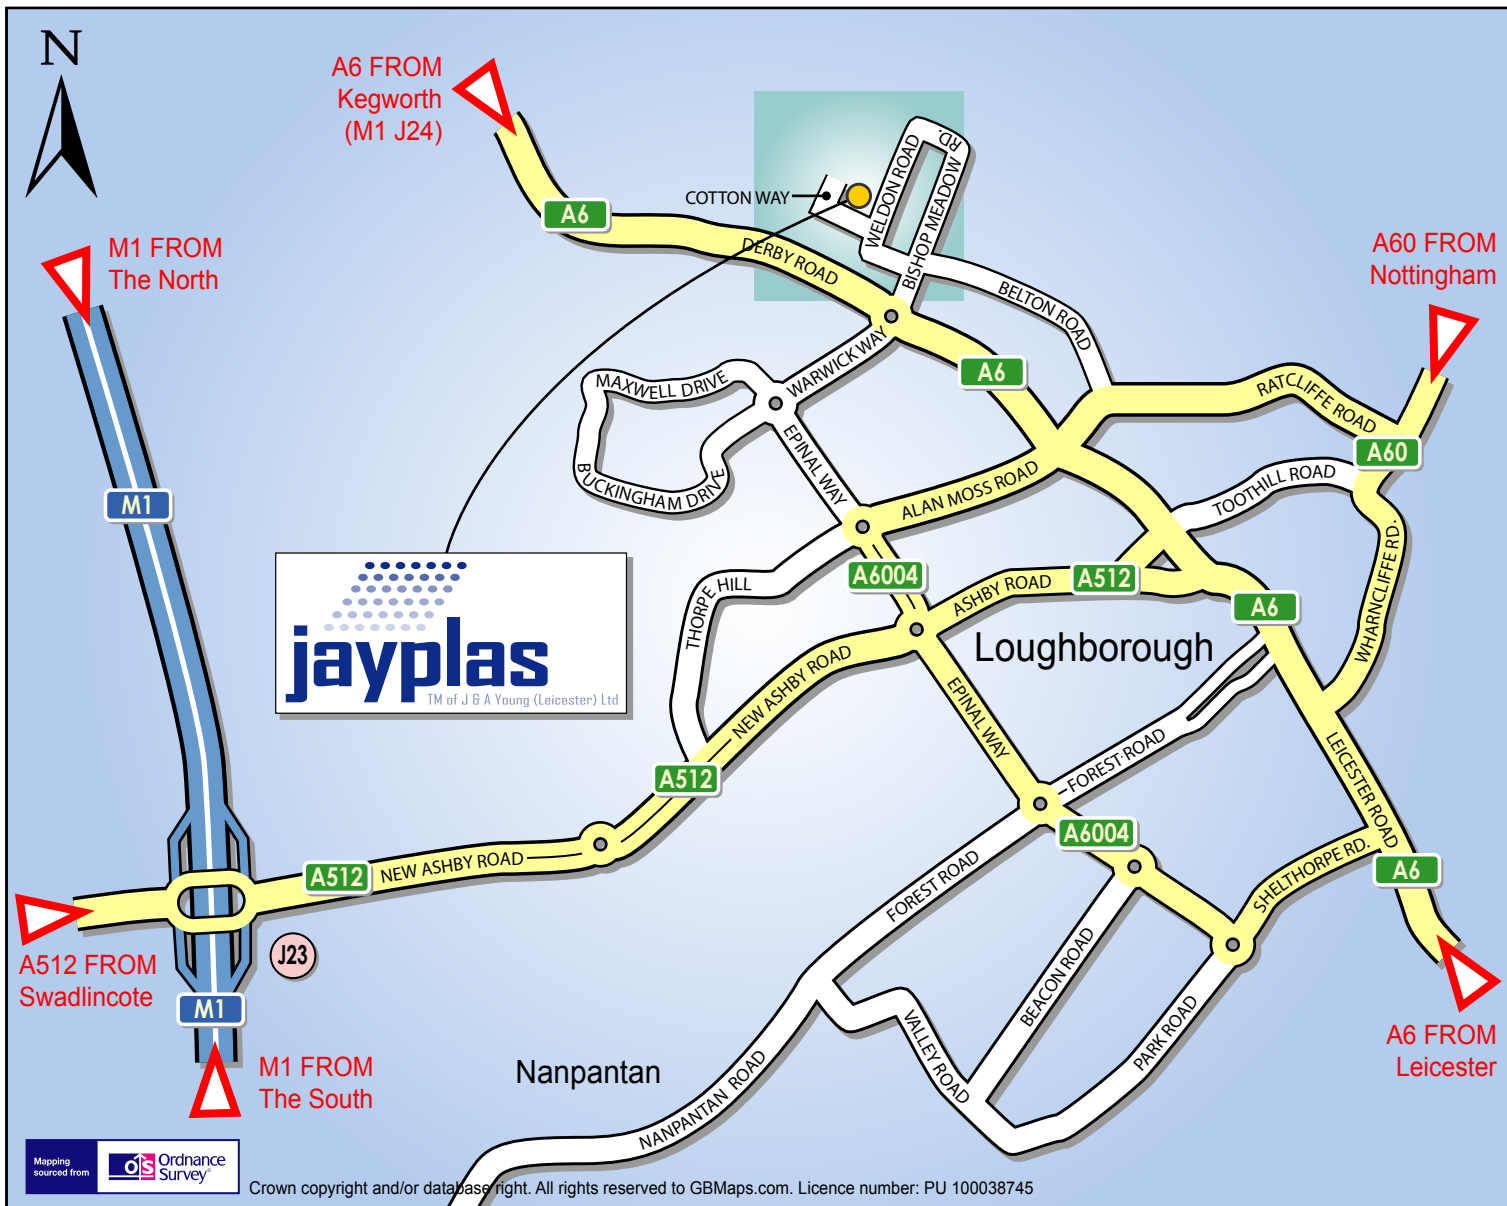 N
A6 FROM
Kegworth
(M1 J24)
M1 FROM
The North
A60 FROM
Nottingham
COTTON WAY
WELDON ROAD
BISHOP MEADOW RD.
A6
DERBY ROAD
BELTON ROAD
WARWICK WAY
MAXWELL DRIVE
BUCKINGHAM DRIVE
EPINAL WAY
A6
RATCLIFFE ROAD
A60
TOOTHILL ROAD
ALAN MOSS ROAD
WHARNCLIFFE RD.
M1
A6004
THORPE HILL
ASHBY ROAD
A512
A6
Loughborough
jayplas
TM of J & A Young (Leicester) Ltd
NEW ASHBY ROAD
EPINAL WAY
A512
FOREST ROAD
LEICESTER ROAD
A6004
A512
NEW ASHBY ROAD
FOREST ROAD
SHELTHORPE RD.
A6
A512 FROM
Swadlincote
J23
M1
BEACON ROAD
PARK ROAD
VALLEY ROAD
NANPANTAN ROAD
Nanpantan
M1 FROM
The South
A6 FROM
Leicester
Mapping
sourced from
OS
Ordnance
Survey®
Crown copyright and/or database right. All rights reserved to GBMaps.com. Licence number: PU 100038745